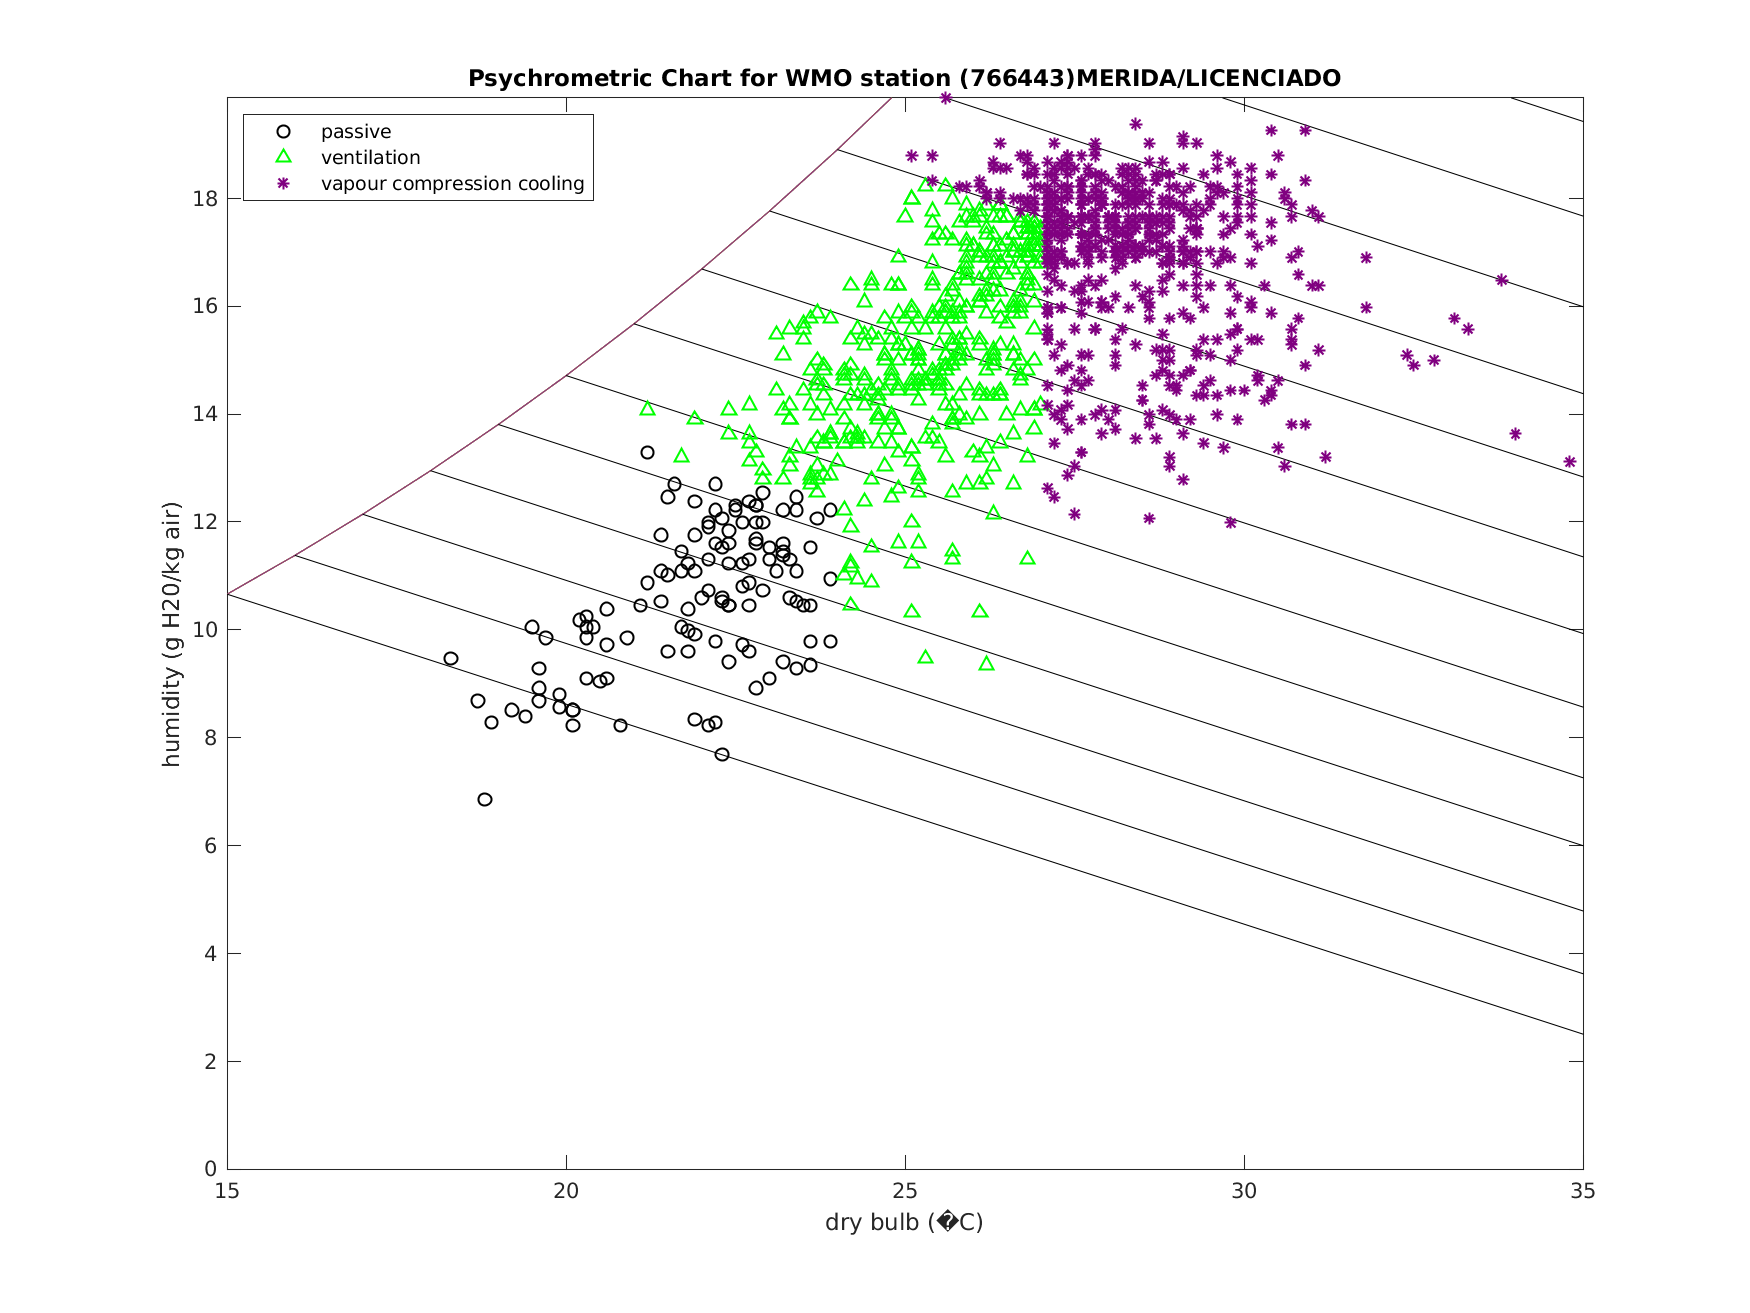 Psychrometric Chart for WMO station (766443)MERIDA/LICENCIADO
passive
ventilation
vapour compression cooling
humidity (g H20/kg air)
18
16
14
12
10
8
6
4
2
0
15 20 25 30 35
dry bulb (�C)